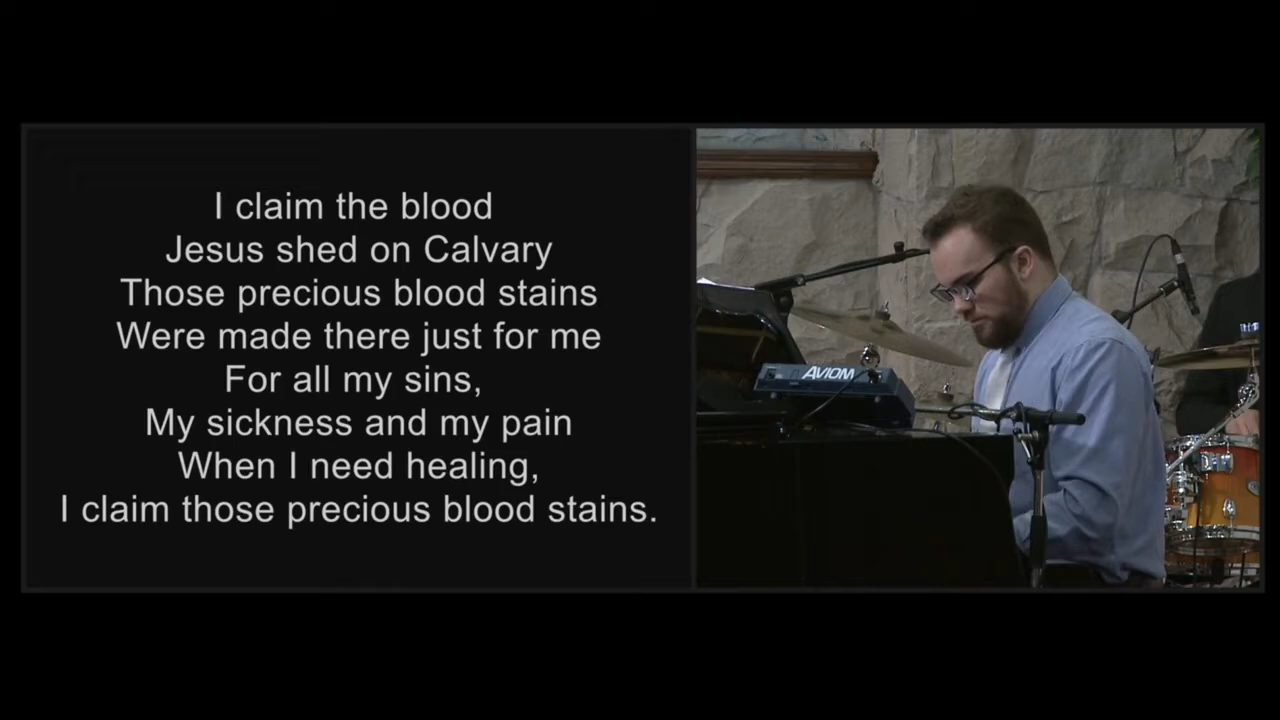 I claim the blood
Jesus shed on Calvary
Those precious blood stains
Were made there just for me
For all my sins,
My sickness and my pain
When I need healing,
I claim those precious blood stains.
AVIOM